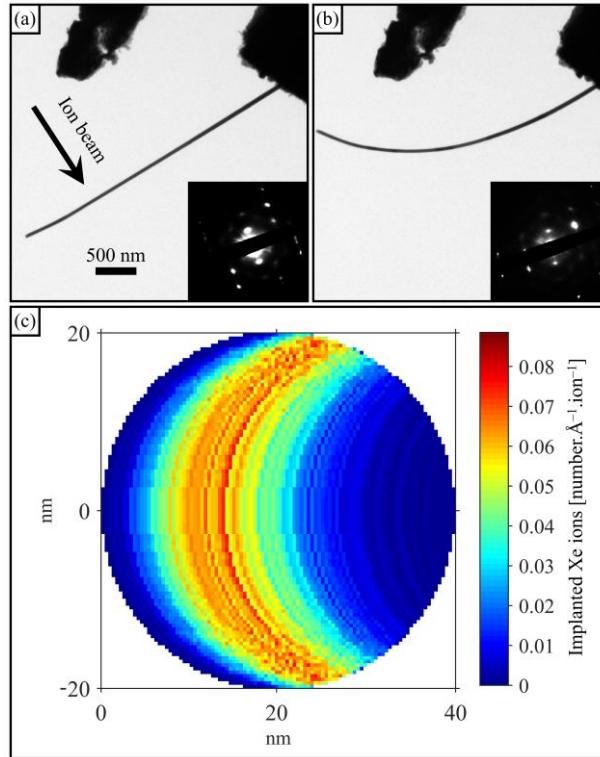 (a)
(b)
Ion beam
500 nm
(c)
20
0
-20
nm
0
20
40
nm
0.08
0.07
0.06
0.05
0.04
0.03
0.02
0.01
0
Implanted Xe ions [number.Å⁻¹.ion⁻¹]